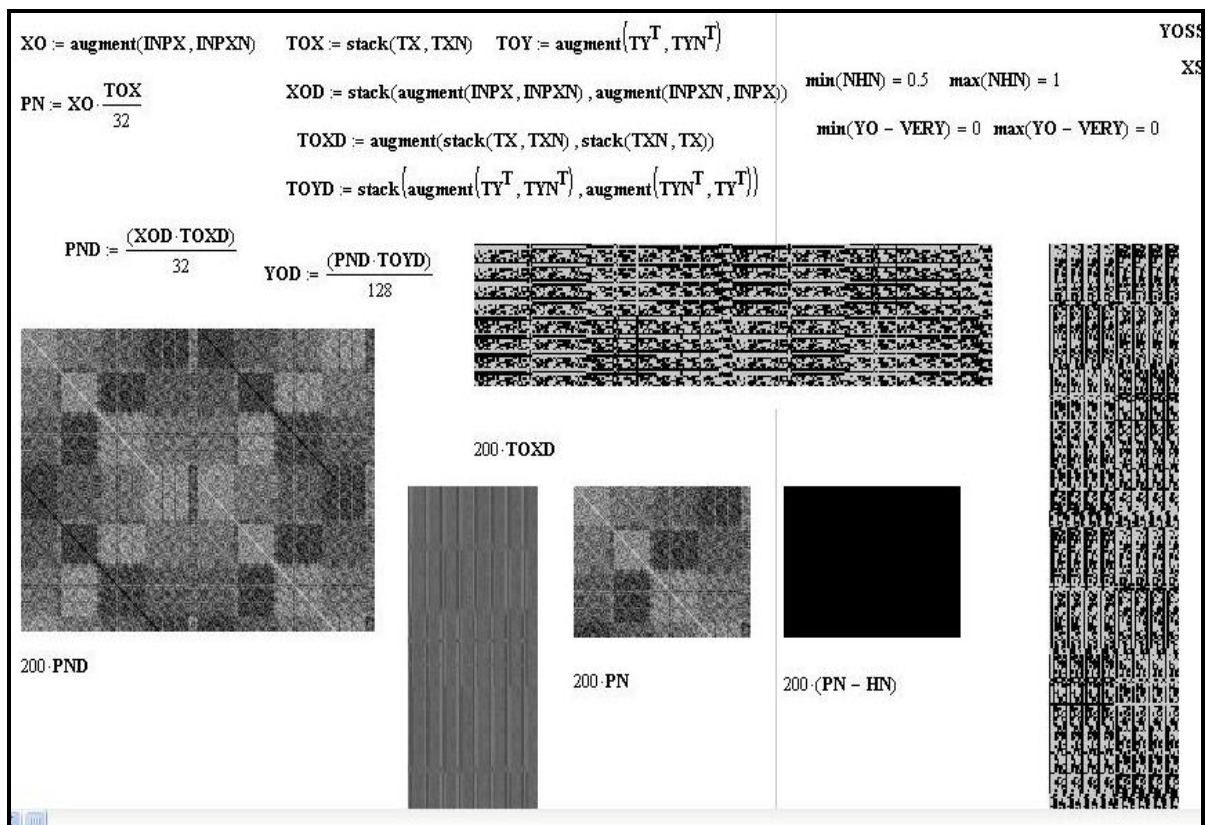 XO := augment(INPX, INPXN) TOX := stack(TX, TXN) TOY := augment(TY^T, TYN^T) YOSS
XS
PN := XO · TOX / 32
XOD := stack(augment(INPX, INPXN), augment(INPXN, INPX))
min(NHN) = 0.5 max(NHN) = 1
TOXD := augment(stack(TX, TXN), stack(TXN, TX))
min(YO − VERY) = 0 max(YO − VERY) = 0
TOYD := stack(augment(TY^T, TYN^T), augment(TYN^T, TY^T))
PND := (XOD · TOXD) / 32
YOD := (PND · TOYD) / 128
200 · TOXD
200 · PND
200 · PN
200 · (PN − HN)